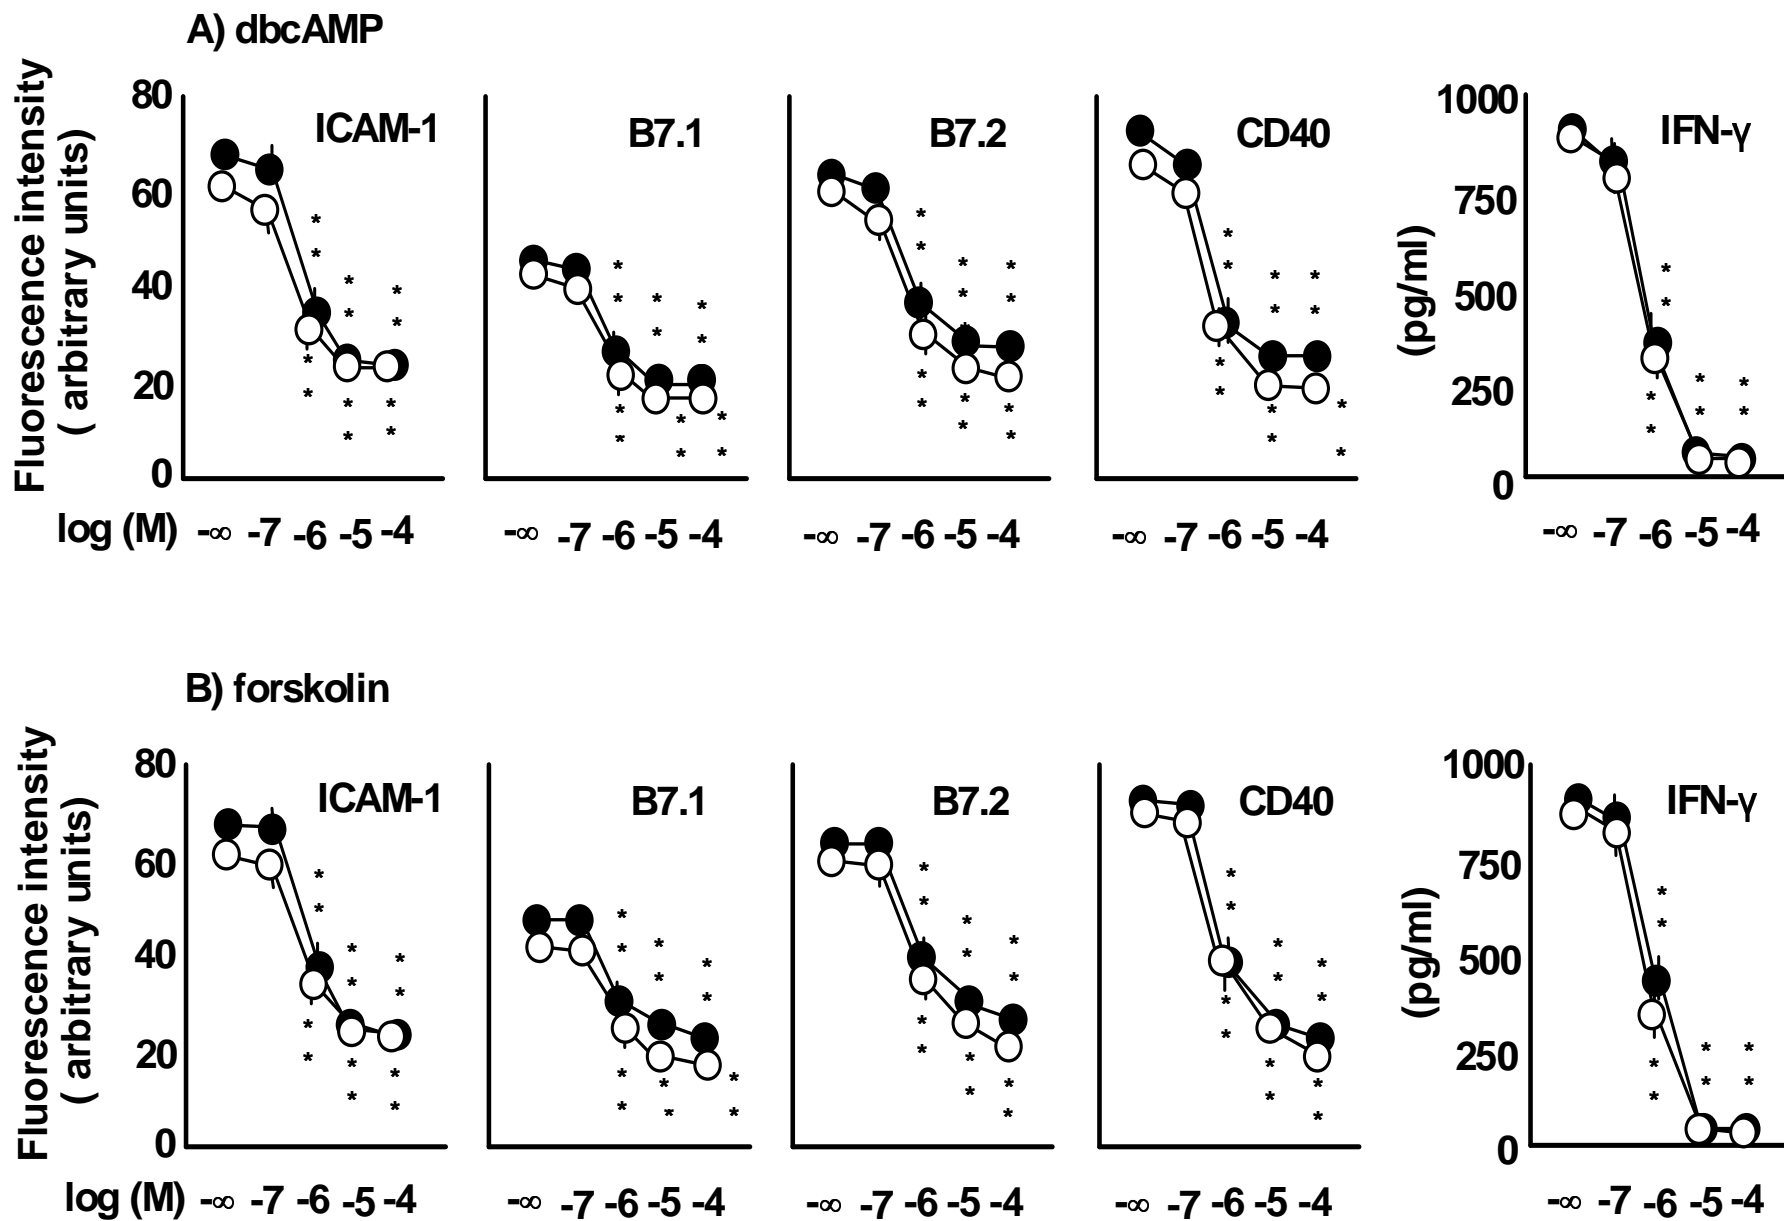 A) dbcAMP
Fluorescence intensity
( arbitrary units)
80
60
40
20
0
ICAM-1
B7.1
B7.2
CD40
(pg/ml)
1000
750
500
250
0
IFN-γ
log (M) -∞ -7 -6 -5 -4
-∞ -7 -6 -5 -4
-∞ -7 -6 -5 -4
-∞ -7 -6 -5 -4
-∞ -7 -6 -5 -4
B) forskolin
Fluorescence intensity
( arbitrary units)
80
60
40
20
0
ICAM-1
B7.1
B7.2
CD40
(pg/ml)
1000
750
500
250
0
IFN-γ
log (M) -∞ -7 -6 -5 -4
-∞ -7 -6 -5 -4
-∞ -7 -6 -5 -4
-∞ -7 -6 -5 -4
-∞ -7 -6 -5 -4